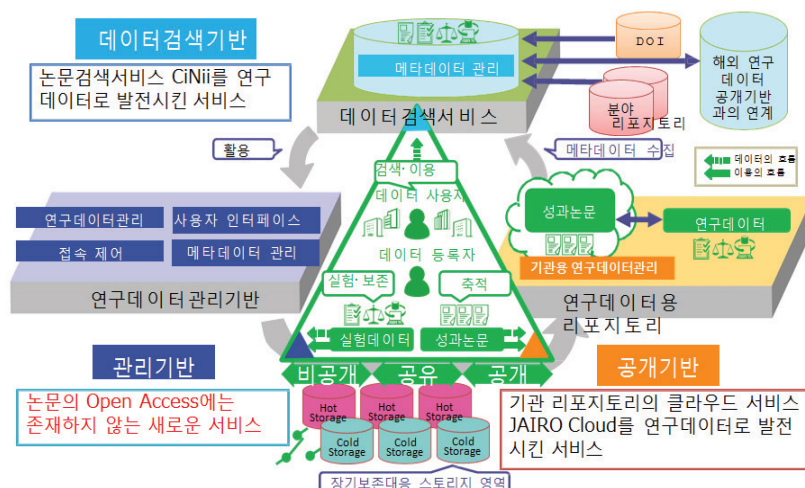 데이터검색기반
논문검색서비스 CiNii를 연구
데이터로 발전시킨 서비스
메타데이터 관리
데이터검색서비스
DOI
분야
리포지토리
해외 연구
데이터
공개기반
과의 연계
활용
메타데이터 수집
데이터의 흐름
이용의 흐름
검색·이용
데이터 사용자
데이터 등록자
실험·보존
축적
실험데이터
성과논문
연구데이터관리
사용자 인터페이스
접속 제어
메타데이터 관리
연구데이터관리기반
성과논문
연구데이터
기관용 연구데이터관리
연구데이터용
리포지토리
관리기반
논문의 Open Access에는
존재하지 않는 새로운 서비스
비공개
공유
공개
Hot
Storage
Hot
Storage
Hot
Storage
Cold
Storage
Cold
Storage
Cold
Storage
장기보존대응 스토리지 영역
공개기반
기관 리포지토리의 클라우드 서비스
JAIRO Cloud를 연구데이터로 발전
시킨 서비스